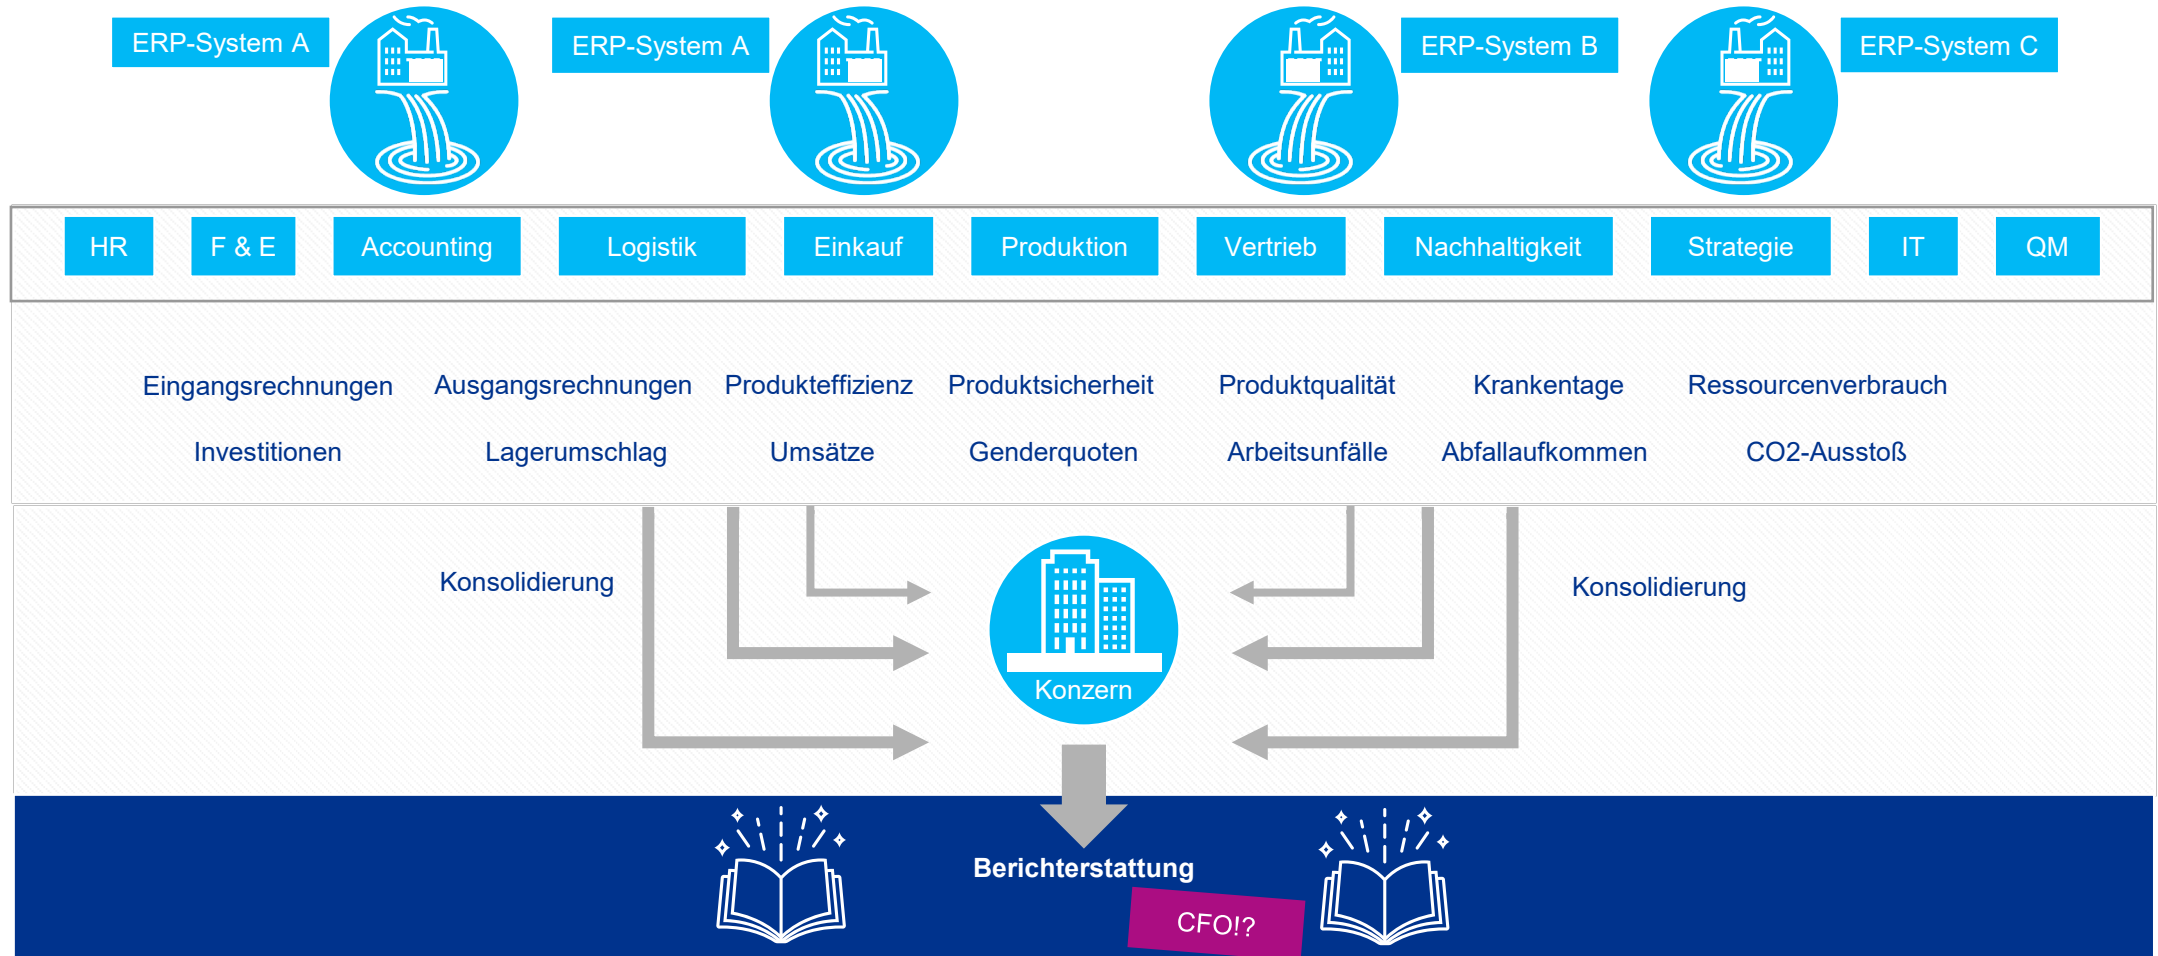 ERP-System A
ERP-System A
ERP-System B
ERP-System C
HR
F & E
Accounting
Logistik
Einkauf
Produktion
Vertrieb
Nachhaltigkeit
Strategie
IT
QM
Eingangsrechnungen
Ausgangsrechnungen
Produkteffizienz
Produktsicherheit
Produktqualität
Krankentage
Ressourcenverbrauch
Investitionen
Lagerumschlag
Umsätze
Genderquoten
Arbeitsunfälle
Abfallaufkommen
CO2-Ausstoß
Konsolidierung
Konsolidierung
Konzern
Berichterstattung
CFO!?